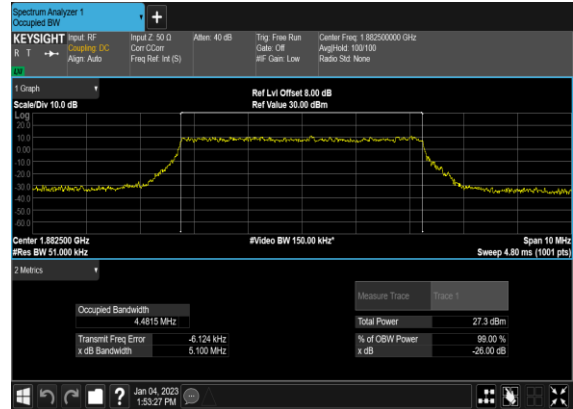 Spectrum Analyzer 1
Occupied BW
KEYSIGHT
R T
LM
Input: RF
Coupling: DC
Align: Auto
Input Z: 50 Ω
Corr CCorr
Freq Ref: Int (S)
Atten: 40 dB
Trig: Free Run
Gate: Off
#IF Gain: Low
Center Freq: 1.882500000 GHz
Avg|Hold: 100/100
Radio Std: None
1 Graph
Scale/Div 10.0 dB
Ref Lvl Offset 8.00 dB
Ref Value 30.00 dBm
Log
20.0
10.0
0.00
-10.0
-20.0
-30.0
-40.0
-50.0
-60.0
Center 1.882500 GHz
#Res BW 51.000 kHz
#Video BW 150.00 kHz*
Span 10 MHz
Sweep 4.80 ms (1001 pts)
2 Metrics
Occupied Bandwidth
4.4815 MHz
Transmit Freq Error -6.124 kHz
x dB Bandwidth 5.100 MHz
Measure Trace Trace 1
Total Power 27.3 dBm
% of OBW Power 99.00 %
x dB -26.00 dB
?
Jan 04, 2023
1:53:27 PM